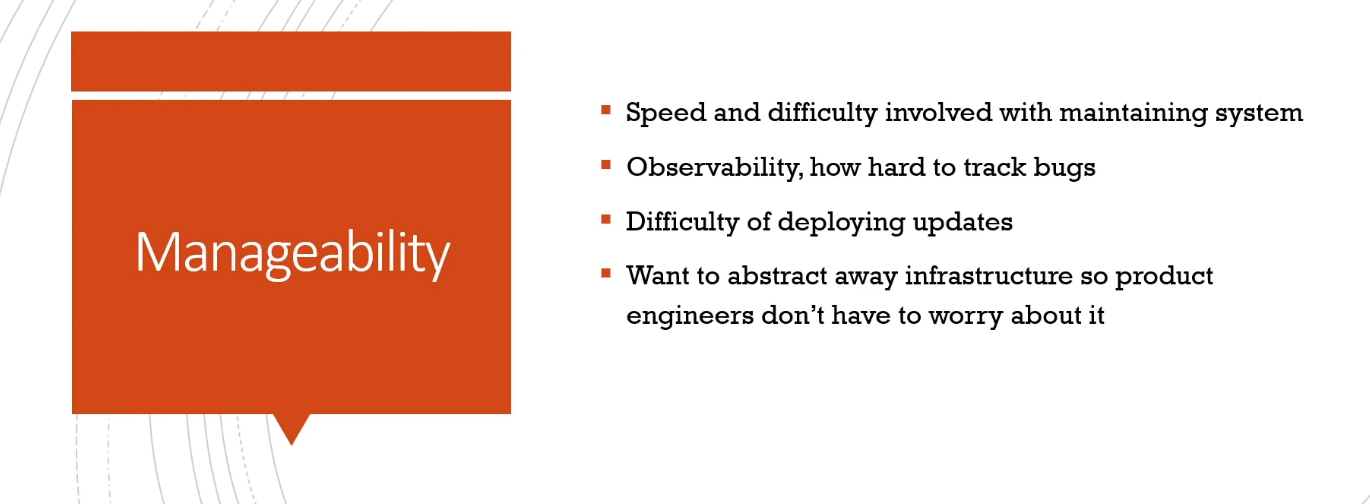 Manageability
Speed and difficulty involved with maintaining system
Observability, how hard to track bugs
Difficulty of deploying updates
Want to abstract away infrastructure so product
engineers don’t have to worry about it